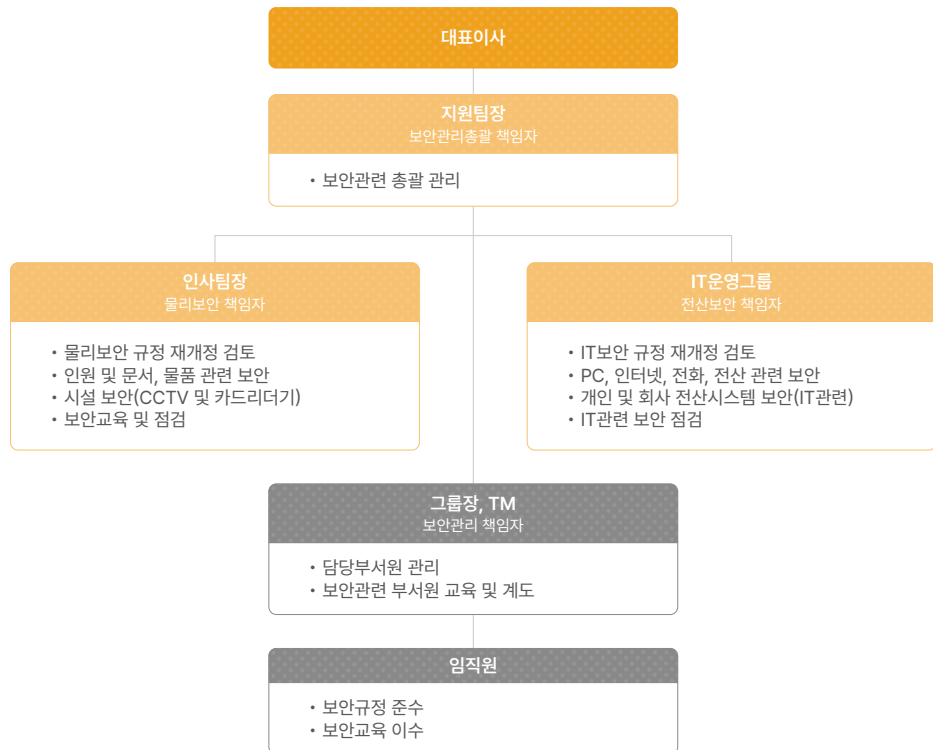 대표이사
지원팀장
보안관리총괄 책임자
• 보안관련 총괄 관리
인사팀장
물리보안 책임자
• 물리보안 규정 재개정 검토
• 인원 및 문서, 물품 관련 보안
• 시설 보안(CCTV 및 카드리더기)
• 보안교육 및 점검
IT운영그룹
전산보안 책임자
• IT보안 규정 재개정 검토
• PC, 인터넷, 전화, 전산 관련 보안
• 개인 및 회사 전산시스템 보안(IT관련)
• IT관련 보안 점검
그룹장, TM
보안관리 책임자
• 담당부서원 관리
• 보안관련 부서원 교육 및 계도
임직원
• 보안규정 준수
• 보안교육 이수